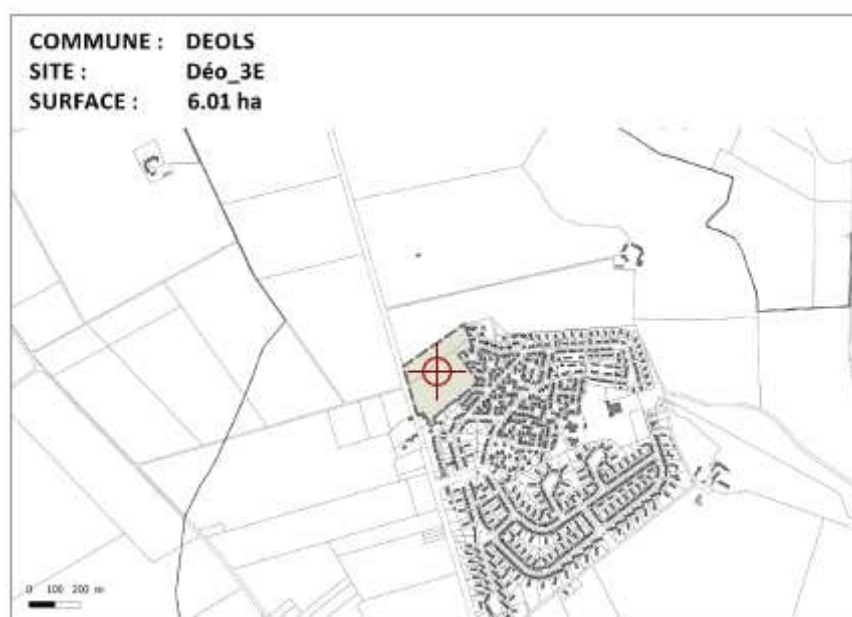 COMMUNE : DEOLS
SITE : Déo_3E
SURFACE : 6.01 ha
0 100 200 m